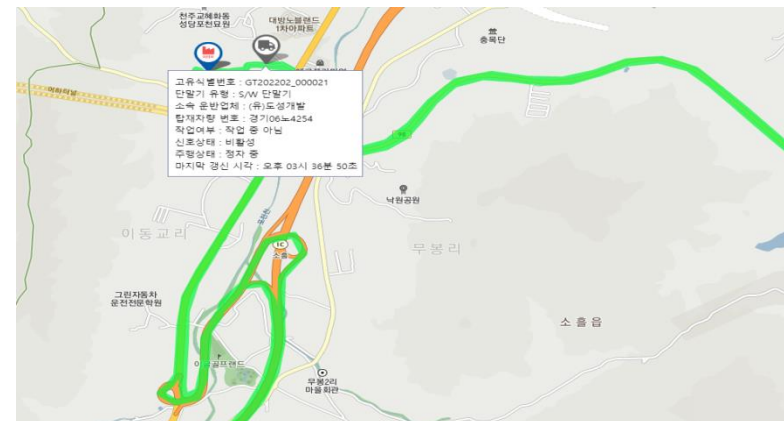 천주교혜화동
성당포천묘원
대방노블랜드
1차아파트
충목단
고유식별번호 : GT202202_000021
단말기 유형 : S/W 단말기
소속 운반업체 : (유)도성개발
탑재차량 번호 : 경기06노4254
작업여부 : 작업 중 아님
신호상태 : 비활성
주행상태 : 정차 중
마지막 갱신 시각 : 오후 03시 36분 50초
낙원공원
이동교리
무봉리
IC
소흘
그린자동차
운전전문학원
소흘읍
무봉2리
마을회관